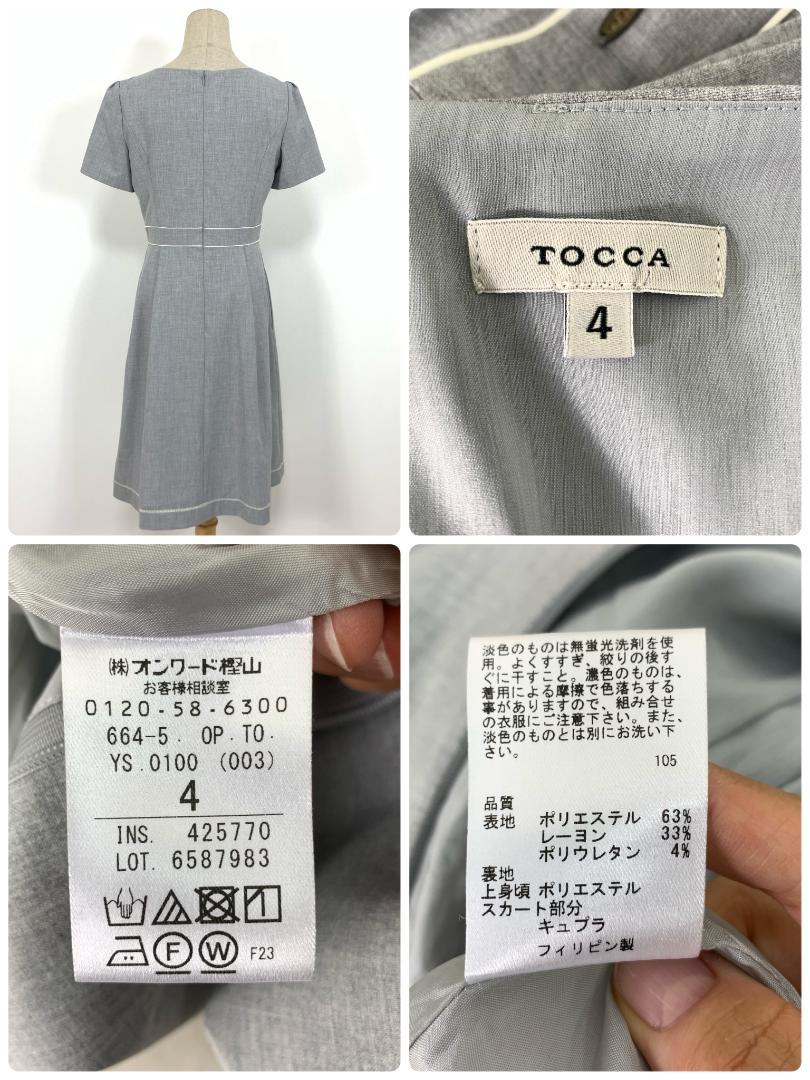 TOCCA
4
(株)オンワード樫山
お客様相談室
0120-58-6300
664-5. OP.TO.
YS.0100 (003)
4
INS. 425770
LOT. 6587983
F W F23
淡色のものは無蛍光洗剤を使
用。よくすすぎ、絞りの後す
ぐに干すこと。濃色のものは、
着用による摩擦で色落ちする
事がありますので、組み合せ
の衣服にご注意下さい。また、
淡色のものとは別にお洗い下
さい。
105
品質
表地 ポリエステル 63%
レーヨン 33%
ポリウレタン 4%
裏地
上身頃 ポリエステル
スカート部分
キュプラ
フィリピン製